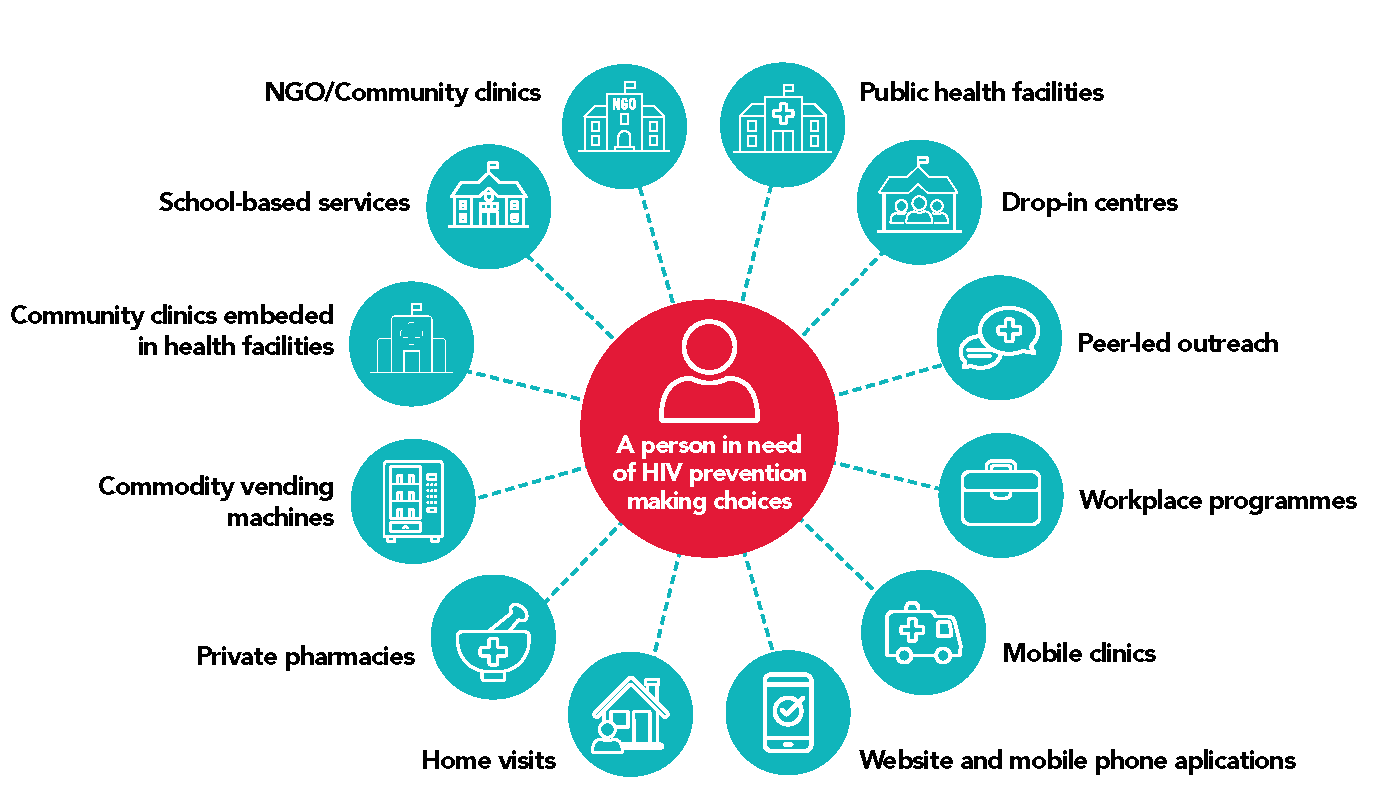 NGO/Community clinics
NGO
Public health facilities
School-based services
Drop-in centres
Community clinics embeded
in health facilities
Peer-led outreach
A person in need
of HIV prevention
making choices
Commodity vending
machines
Workplace programmes
Private pharmacies
Mobile clinics
Home visits
Website and mobile phone aplications